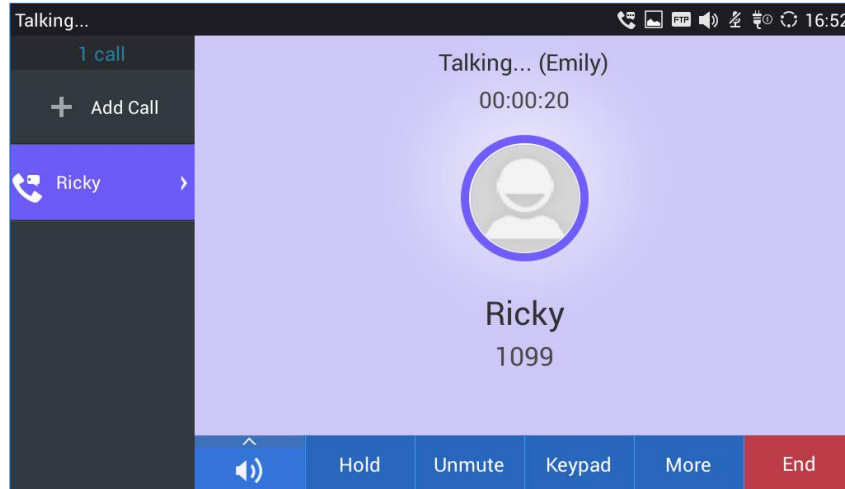 Talking...
FTP
16:52
1 call
Add Call
Ricky
Talking... (Emily)
00:00:20
Ricky
1099
Hold
Unmute
Keypad
More
End